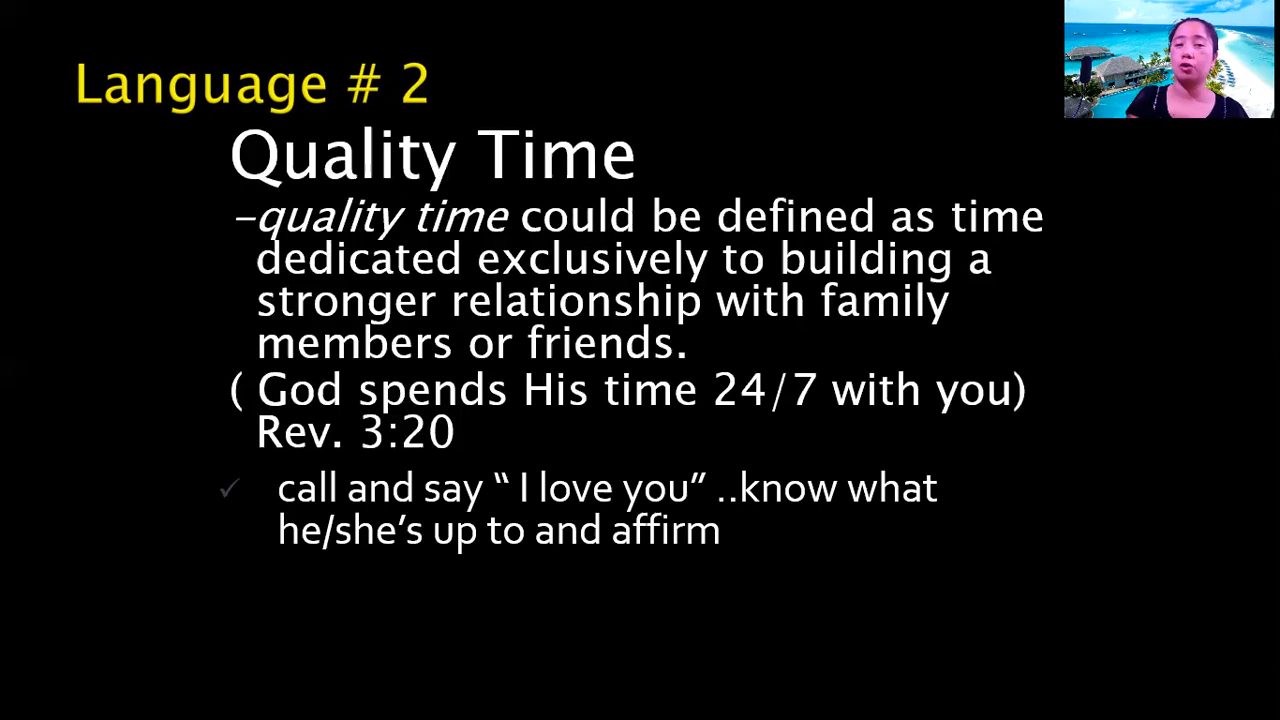 Language # 2
Quality Time
–quality time could be defined as time
dedicated exclusively to building a
stronger relationship with family
members or friends.
( God spends His time 24/7 with you)
Rev. 3:20
✓ call and say “ I love you” ..know what
he/she’s up to and affirm